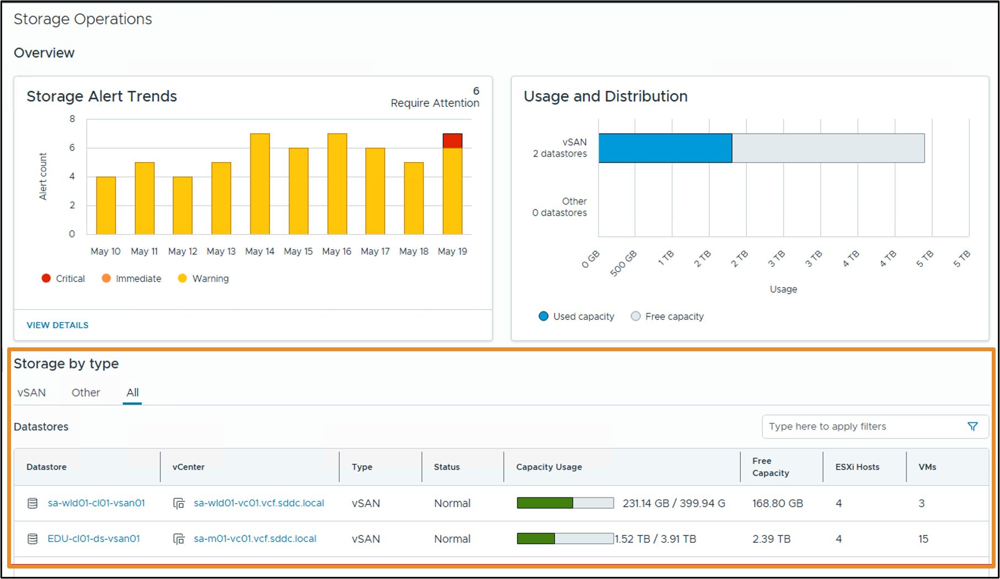 Storage Operations
Overview
Storage Alert Trends
6
Require Attention
8
6
4
2
0
Alert count
May 10 May 11 May 12 May 13 May 14 May 15 May 16 May 17 May 18 May 19
Critical Immediate Warning
VIEW DETAILS
Usage and Distribution
vSAN
2 datastores
Other
0 datastores
0 GB 500 GB 1 TB 2 TB 2 TB 3 TB 3 TB 4 TB 4 TB 5 TB 5 TB
Usage
Used capacity Free capacity
Storage by type
vSAN Other All
Datastores
Type here to apply filters
Datastore vCenter Type Status Capacity Usage Free Capacity ESXi Hosts VMs
sa-wld01-cl01-vsan01 sa-wld01-vc01.vcf.sddc.local vSAN Normal 231.14 GB / 399.94 G 168.80 GB 4 3
EDU-cl01-ds-vsan01 sa-m01-vc01.vcf.sddc.local vSAN Normal 1.52 TB / 3.91 TB 2.39 TB 4 15